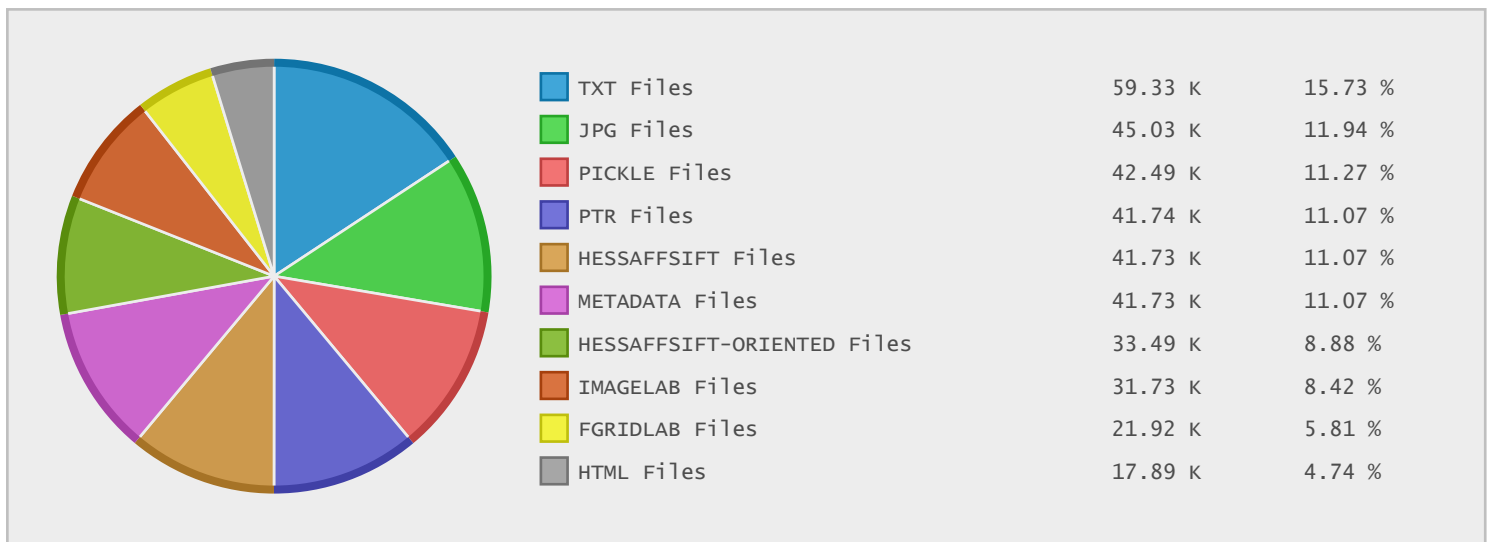 TXT Files 59.33 K 15.73 %
JPG Files 45.03 K 11.94 %
PICKLE Files 42.49 K 11.27 %
PTR Files 41.74 K 11.07 %
HESSAFFSIFT Files 41.73 K 11.07 %
METADATA Files 41.73 K 11.07 %
HESSAFFSIFT-ORIENTED Files 33.49 K 8.88 %
IMAGELAB Files 31.73 K 8.42 %
FGRIDLAB Files 21.92 K 5.81 %
HTML Files 17.89 K 4.74 %